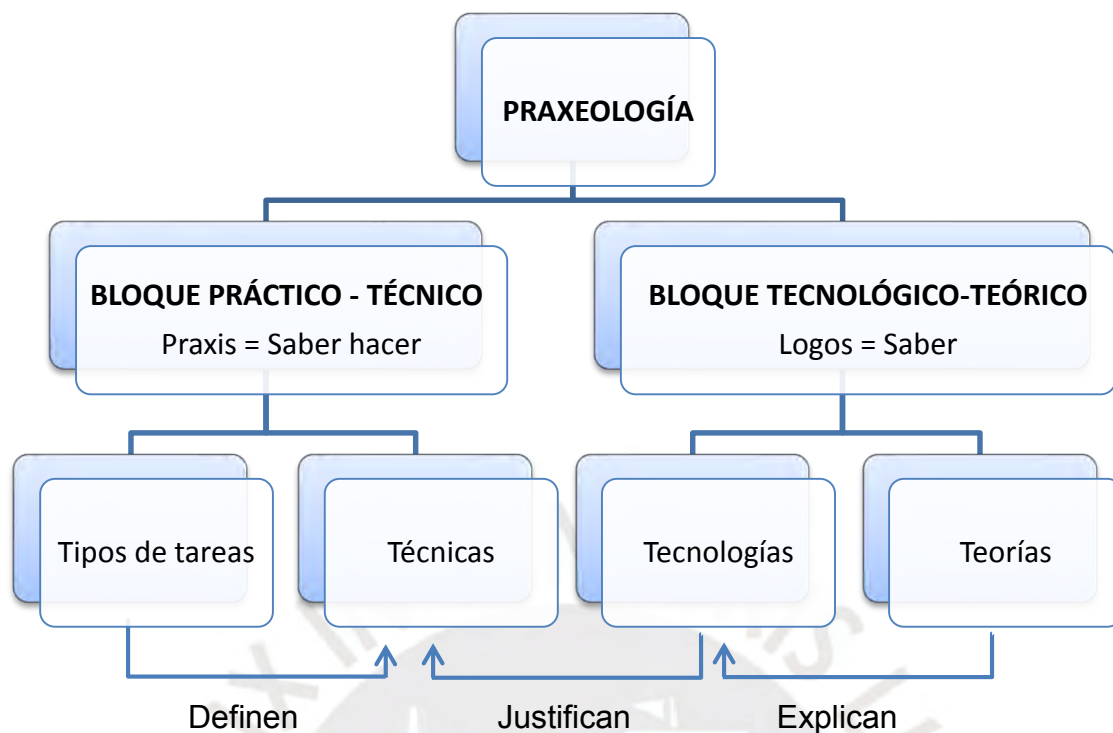 PRAXEOLOGÍA
BLOQUE PRÁCTICO - TÉCNICO
Praxis = Saber hacer
BLOQUE TECNOLÓGICO-TEÓRICO
Logos = Saber
Tipos de tareas
Técnicas
Tecnologías
Teorías
Definen
Justifican
Explican